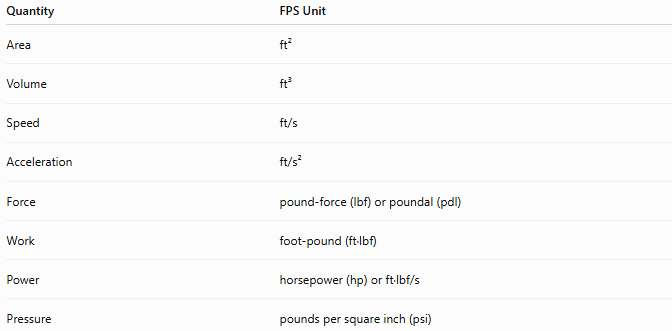 Quantity FPS Unit
Area ft²
Volume ft³
Speed ft/s
Acceleration ft/s²
Force pound-force (lbf) or poundal (pdl)
Work foot-pound (ft·lbf)
Power horsepower (hp) or ft·lbf/s
Pressure pounds per square inch (psi)